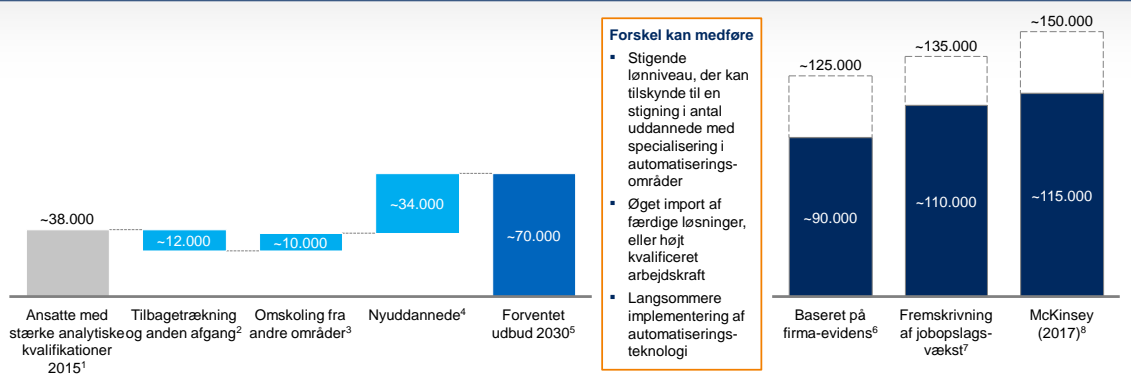 ~38.000
~12.000
~10.000
~34.000
~70.000
Ansatte med
stærke analytiske
kvalifikationer
2015¹
Tilbagetrækning
og anden afgang²
Omskoling fra
andre områder³
Nyuddannede⁴
Forventet
udbud 2030⁵
Forskel kan medføre
▪ Stigende
lønniveau, der kan
tilskynde til en
stigning i antal
uddannede med
specialisering i
automatiserings-
områder
▪ Øget import af
færdige løsninger,
eller højt
kvalificeret
arbejdskraft
▪ Langsommere
implementering af
automatiserings-
teknologi
~125.000
~90.000
~135.000
~110.000
~150.000
~115.000
Baseret på
firma-evidens⁶
Fremskrivning
af jobopslags-
vækst⁷
McKinsey
(2017)⁸